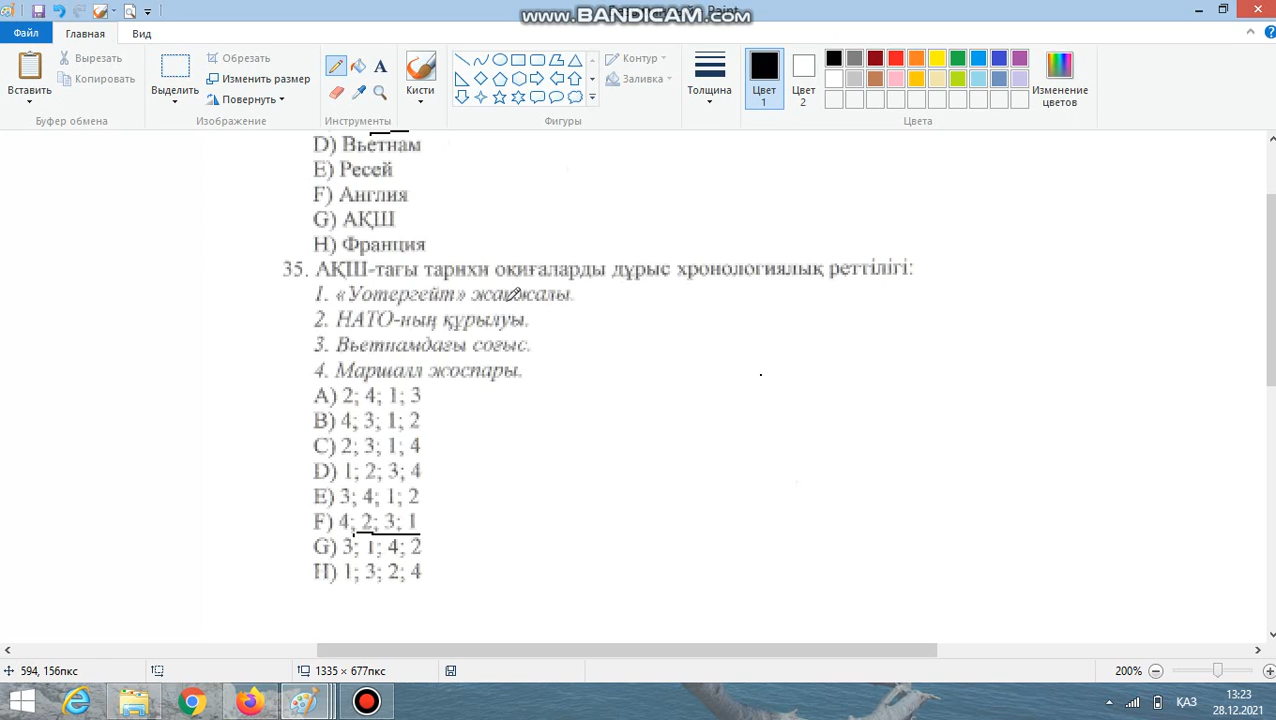 www.BANDICAM.com
Файл Главная Вид
Вставить
Вырезать
Копировать
Буфер обмена
Выделить
Обрезать
Изменить размер
Повернуть
Изображение
Инструменты
Кисти
Контур
Заливка
Фигуры
Толщина
Цвет 1
Цвет 2
Изменение цветов
Цвета
D) Вьетнам
E) Ресей
F) Англия
G) АҚШ
H) Франция
35. АҚШ-тағы тарихи оқиғаларды дұрыс хронологиялық реттілігі:
1. «Уотергейт» жанжалы.
2. НАТО-ның құрылуы.
3. Вьетнамдағы соғыс.
4. Маршалл жоспары.
A) 2; 4; 1; 3
B) 4; 3; 1; 2
C) 2; 3; 1; 4
D) 1; 2; 3; 4
E) 3; 4; 1; 2
F) 4; 2; 3; 1
G) 3; 1; 4; 2
H) 1; 3; 2; 4
594, 156пкс
1335 × 677пкс
200%
ҚАЗ
13:23
28.12.2021